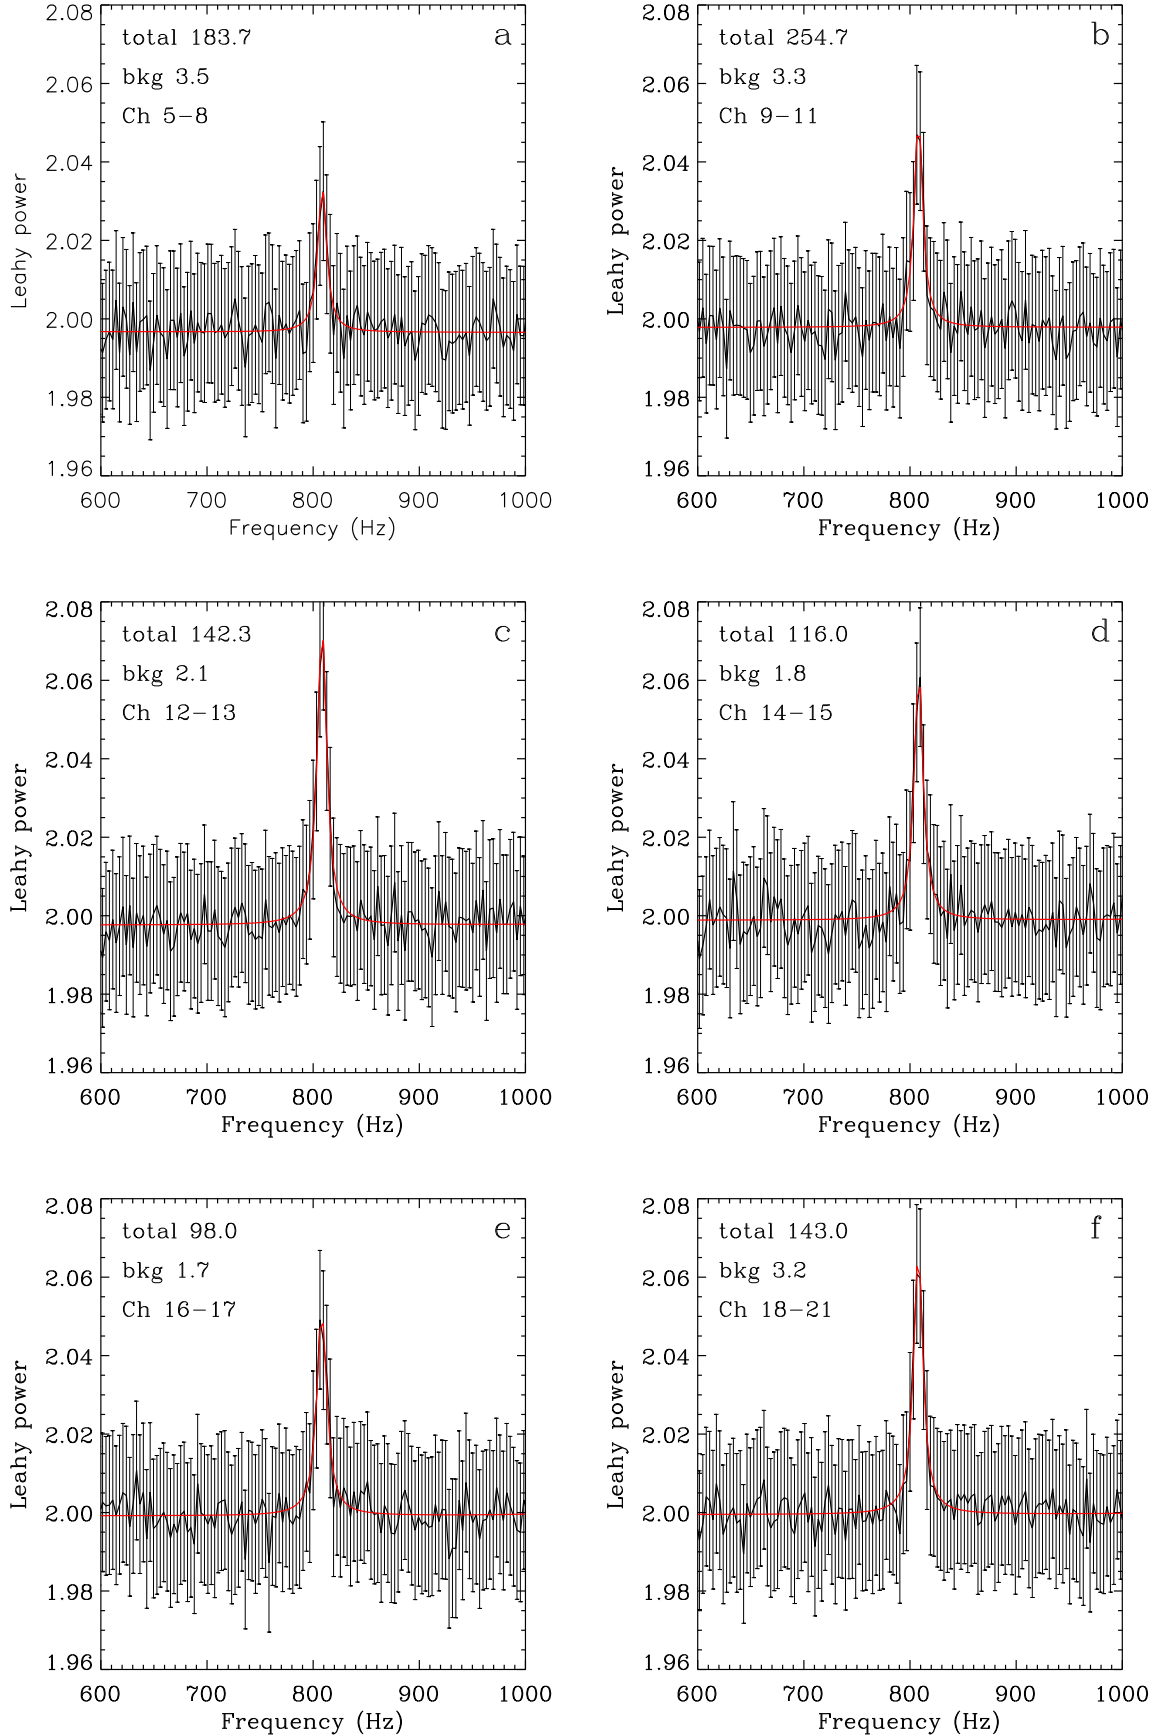 total 183.7
a
bkg 3.5
Ch 5-8
2.08
2.06
2.04
2.02
2.00
1.98
1.96
Leahy power
600
700
800
900
1000
Frequency (Hz)
total 254.7
b
bkg 3.3
Ch 9-11
2.08
2.06
2.04
2.02
2.00
1.98
1.96
Leahy power
600
700
800
900
1000
Frequency (Hz)
total 142.3
c
bkg 2.1
Ch 12-13
2.08
2.06
2.04
2.02
2.00
1.98
1.96
Leahy power
600
700
800
900
1000
Frequency (Hz)
total 116.0
d
bkg 1.8
Ch 14-15
2.08
2.06
2.04
2.02
2.00
1.98
1.96
Leahy power
600
700
800
900
1000
Frequency (Hz)
total 98.0
e
bkg 1.7
Ch 16-17
2.08
2.06
2.04
2.02
2.00
1.98
1.96
Leahy power
600
700
800
900
1000
Frequency (Hz)
total 143.0
f
bkg 3.2
Ch 18-21
2.08
2.06
2.04
2.02
2.00
1.98
1.96
Leahy power
600
700
800
900
1000
Frequency (Hz)